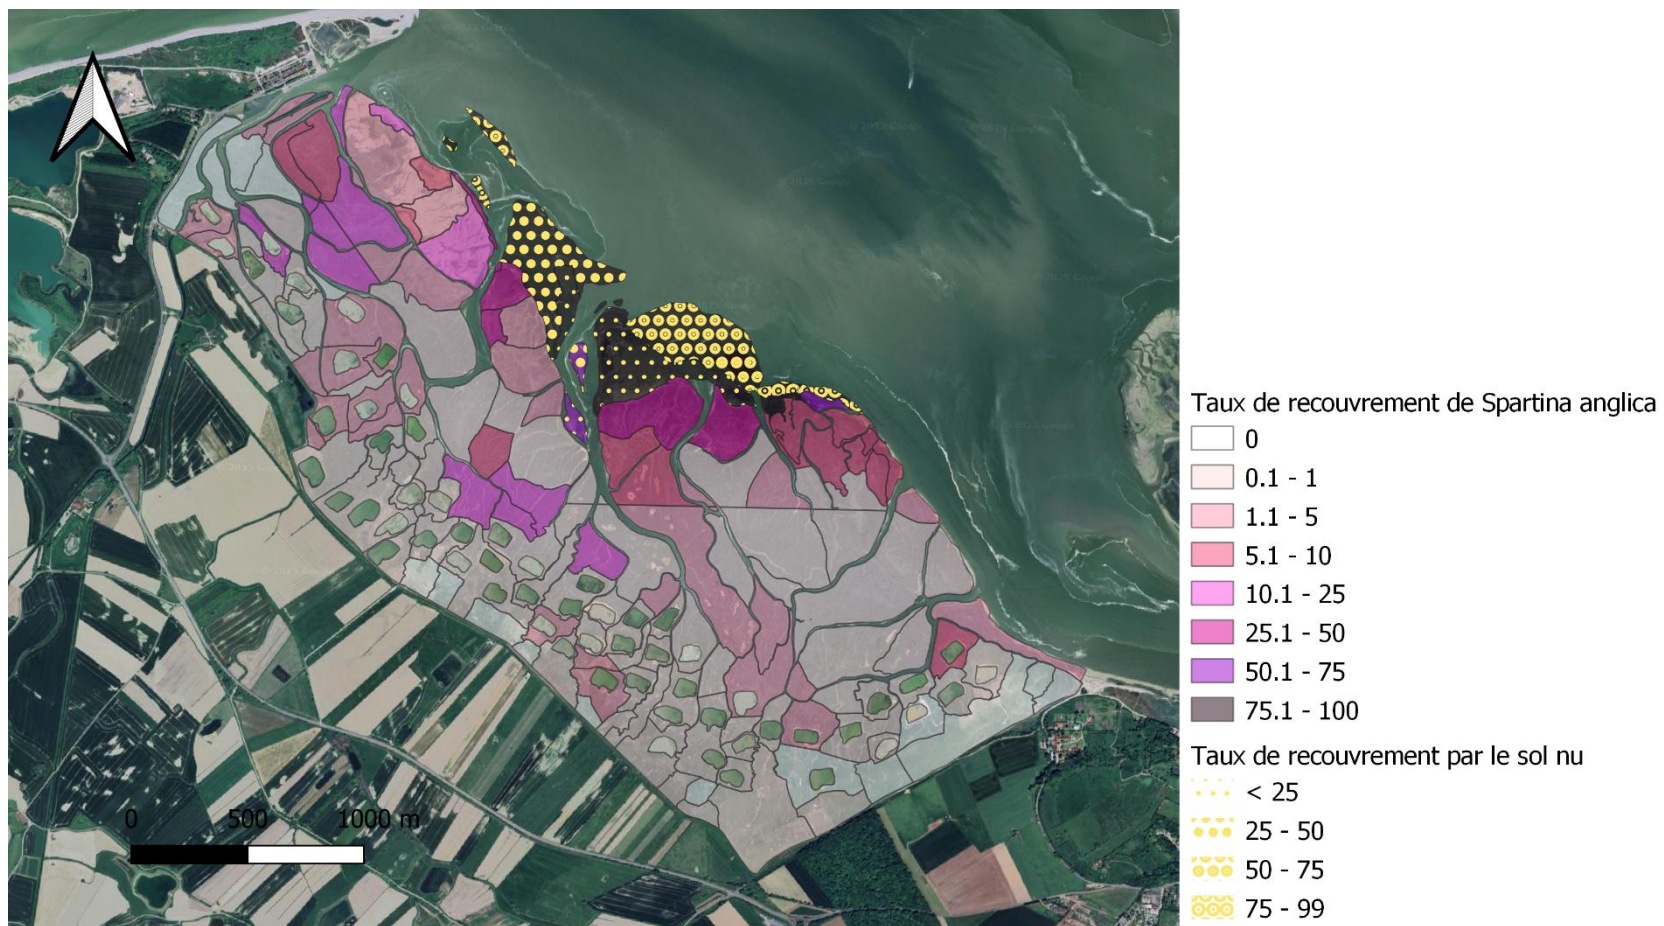 0
500
1000 m
Taux de recouvrement de Spartina anglica
0
0.1 - 1
1.1 - 5
5.1 - 10
10.1 - 25
25.1 - 50
50.1 - 75
75.1 - 100
Taux de recouvrement par le sol nu
< 25
25 - 50
50 - 75
75 - 99